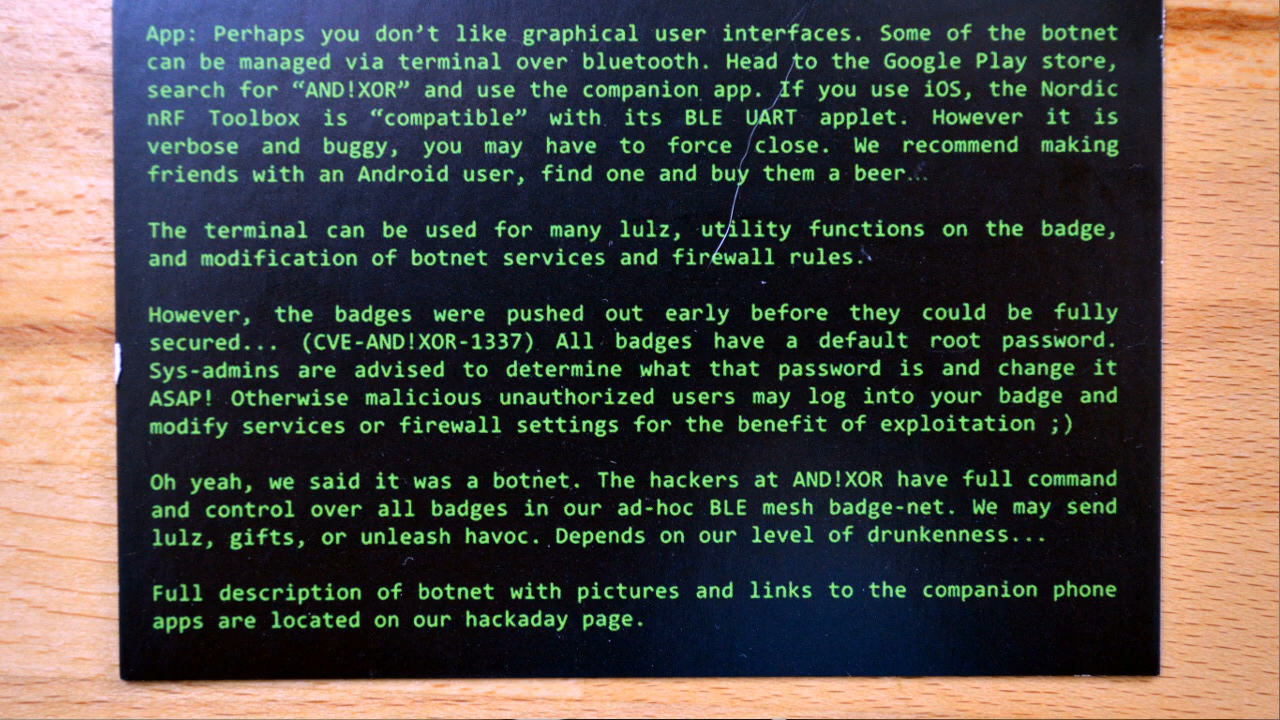 App: Perhaps you don’t like graphical user interfaces. Some of the botnet
can be managed via terminal over bluetooth. Head to the Google Play store,
search for “AND!XOR” and use the companion app. If you use iOS, the Nordic
nRF Toolbox is “compatible” with its BLE UART applet. However it is
verbose and buggy, you may have to force close. We recommend making
friends with an Android user, find one and buy them a beer...
The terminal can be used for many lulz, utility functions on the badge,
and modification of botnet services and firewall rules.
However, the badges were pushed out early before they could be fully
secured... (CVE-AND!XOR-1337) All badges have a default root password.
Sys-admins are advised to determine what that password is and change it
ASAP! Otherwise malicious unauthorized users may log into your badge and
modify services or firewall settings for the benefit of exploitation ;)
Oh yeah, we said it was a botnet. The hackers at AND!XOR have full command
and control over all badges in our ad-hoc BLE mesh badge-net. We may send
lulz, gifts, or unleash havoc. Depends on our level of drunkenness...
Full description of botnet with pictures and links to the companion phone
apps are located on our hackaday page.